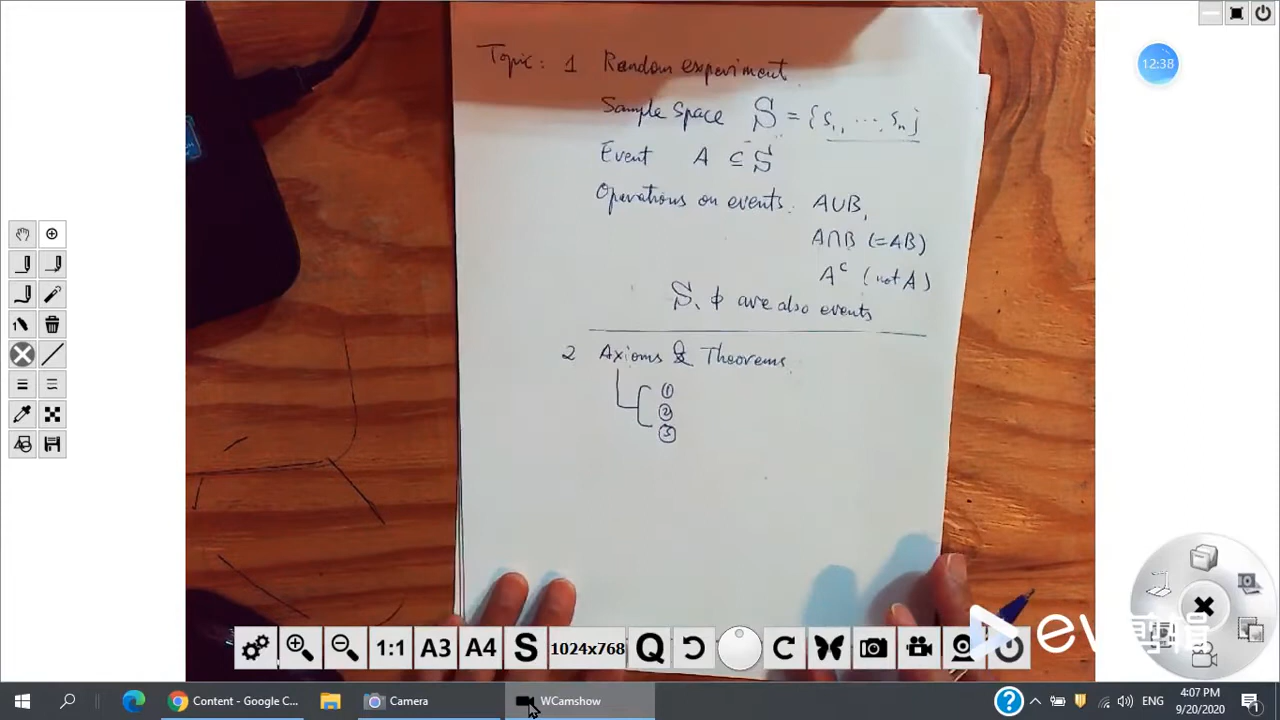 12:38
Topic: 1 Random experiment
Sample space S = {s1, ..., sn}
Event A ⊆ S
Operations on events: A∪B,
A∩B (=AB)
A^c (not A)
S, φ are also events
2 Axioms & Theorems
①
②
③
1:1 A3 A4 S 1024x768 Q
ev
Content - Google C... Camera WCamshow
ENG
4:07 PM
9/20/2020